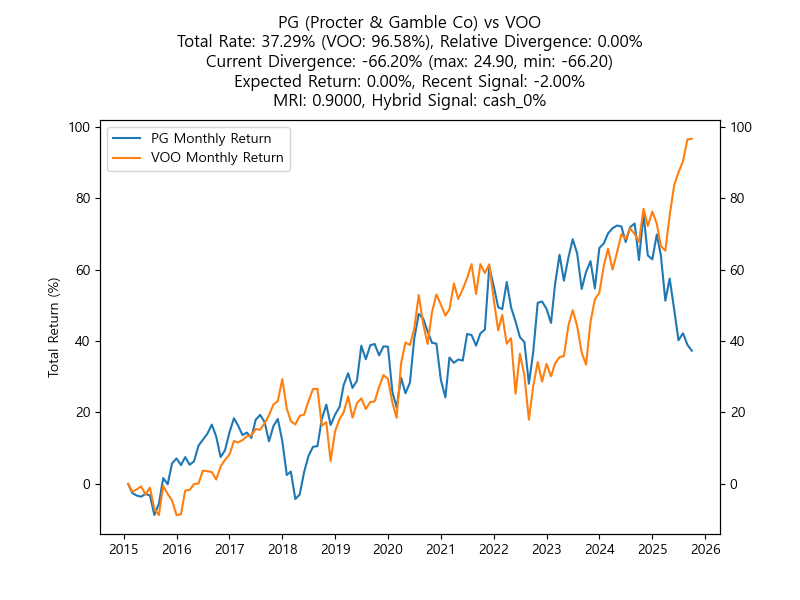 PG (Procter & Gamble Co) vs VOO
Total Rate: 37.29% (VOO: 96.58%), Relative Divergence: 0.00%
Current Divergence: -66.20% (max: 24.90, min: -66.20)
Expected Return: 0.00%, Recent Signal: -2.00%
MRI: 0.9000, Hybrid Signal: cash_0%
PG Monthly Return
VOO Monthly Return
Total Return (%)
100
80
60
40
20
0
100
80
60
40
20
0
2015 2016 2017 2018 2019 2020 2021 2022 2023 2024 2025 2026